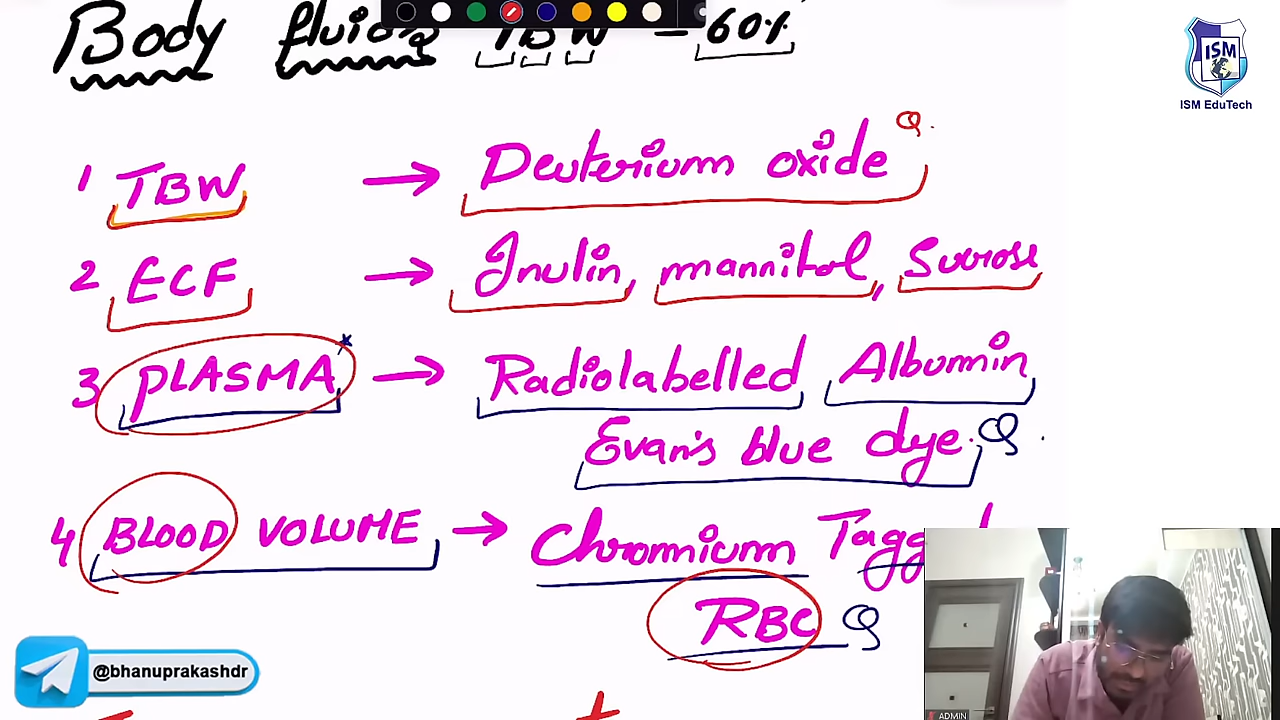 Body fluids TBW - 60%
ISM
ISM EduTech
1 TBW → Deuterium oxide Q.
2 ECF → Inulin, mannitol, Sucrose
3 PLASMA* → Radiolabelled Albumin
Evan's blue dye. Q.
4 BLOOD VOLUME → Chromium Tagg
RBC Q
@bhanuprakashdr
ADMIN